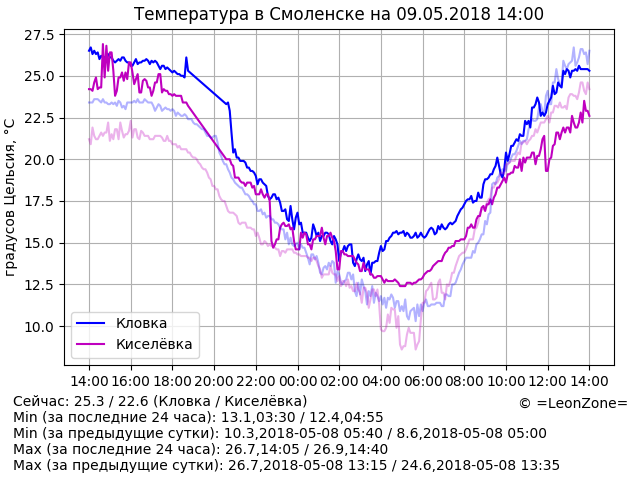 Температура в Смоленске на 09.05.2018 14:00
градусов Цельсия, °C
27.5
25.0
22.5
20.0
17.5
15.0
12.5
10.0
Кловка
Киселёвка
14:00 16:00 18:00 20:00 22:00 00:00 02:00 04:00 06:00 08:00 10:00 12:00 14:00
Сейчас: 25.3 / 22.6 (Кловка / Киселёвка)
© =LeonZone=
Min (за последние 24 часа): 13.1,03:30 / 12.4,04:55
Min (за предыдущие сутки): 10.3,2018-05-08 05:40 / 8.6,2018-05-08 05:00
Max (за последние 24 часа): 26.7,14:05 / 26.9,14:40
Max (за предыдущие сутки): 26.7,2018-05-08 13:15 / 24.6,2018-05-08 13:35